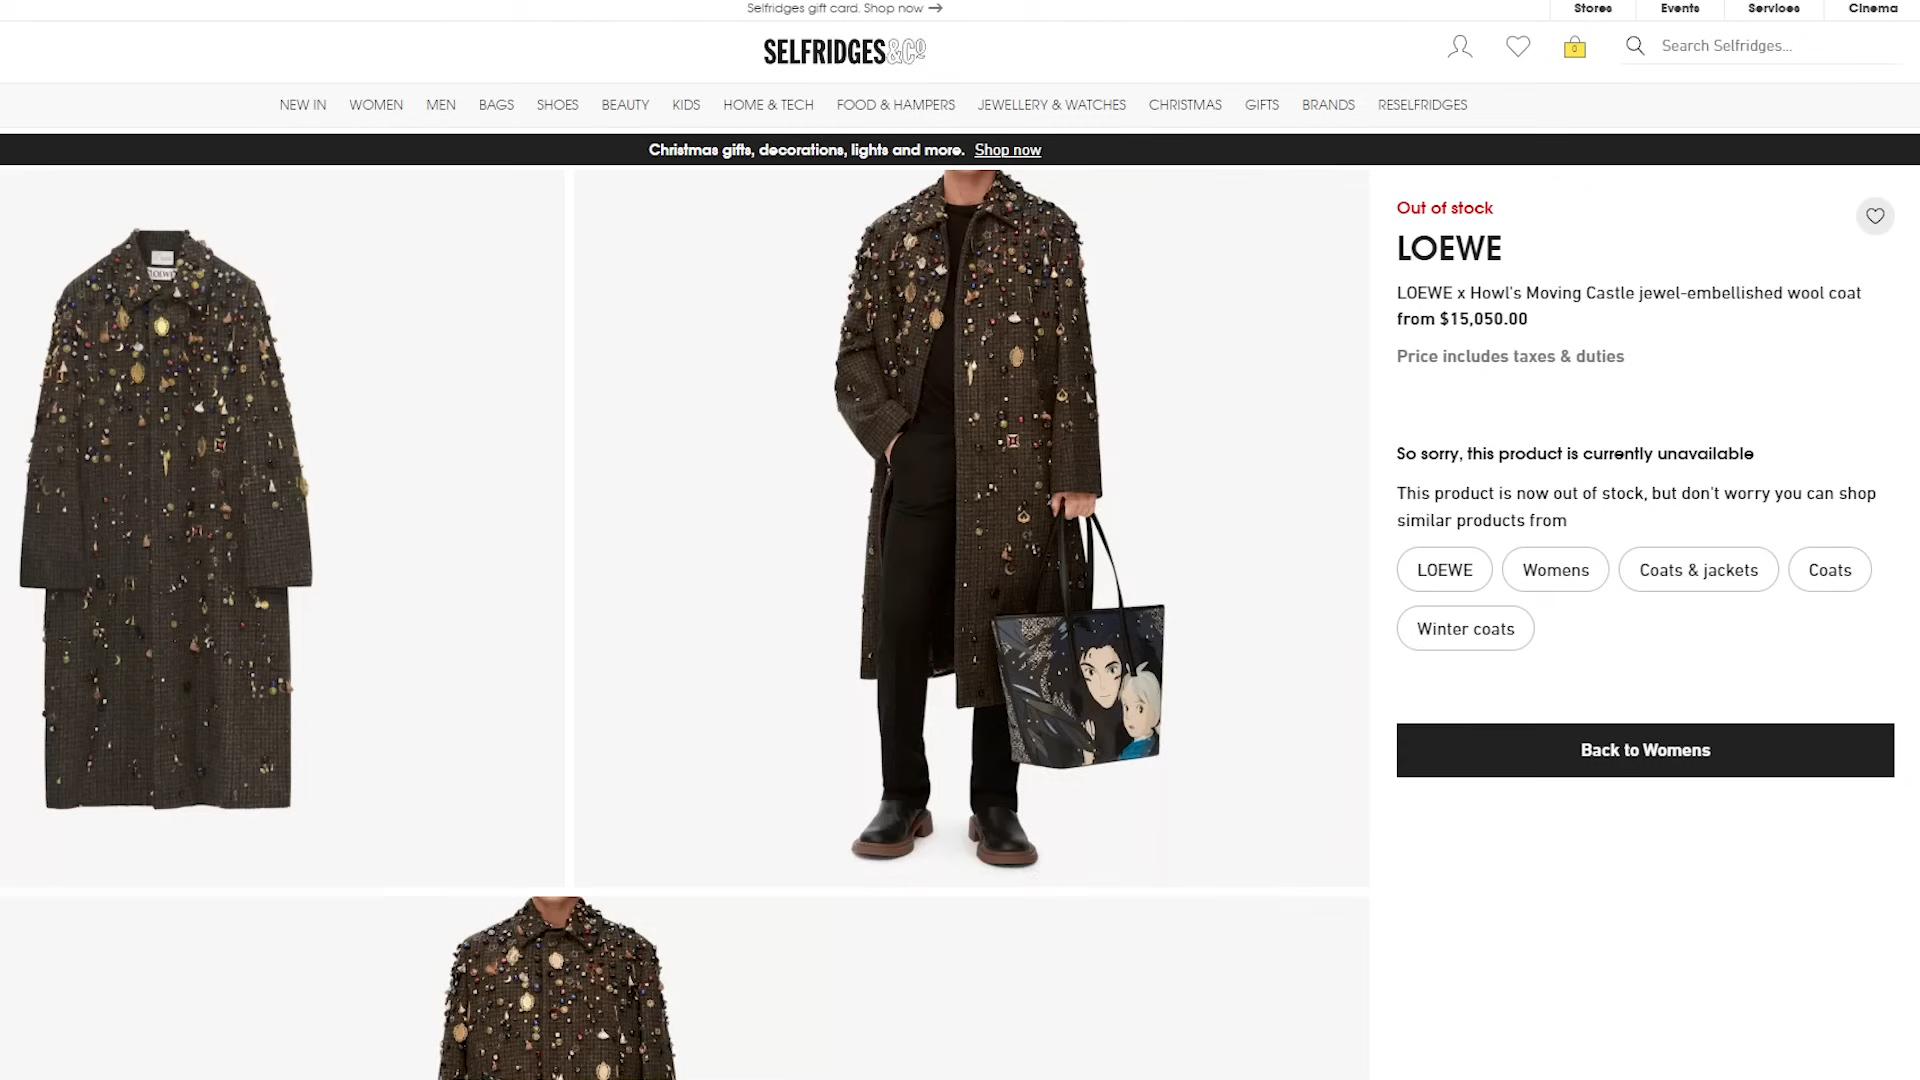 Selfridges gift card. Shop now →
Stores
Events
Services
Cinema
SELFRIDGES&Cº
0
Search Selfridges...
NEW IN
WOMEN
MEN
BAGS
SHOES
BEAUTY
KIDS
HOME & TECH
FOOD & HAMPERS
JEWELLERY & WATCHES
CHRISTMAS
GIFTS
BRANDS
RESELFRIDGES
Christmas gifts, decorations, lights and more. Shop now
LOEWE
Out of stock
LOEWE
LOEWE x Howl's Moving Castle jewel-embellished wool coat
from $15,050.00
Price includes taxes & duties
So sorry, this product is currently unavailable
This product is now out of stock, but don't worry you can shop
similar products from
LOEWE
Womens
Coats & jackets
Coats
Winter coats
Back to Womens